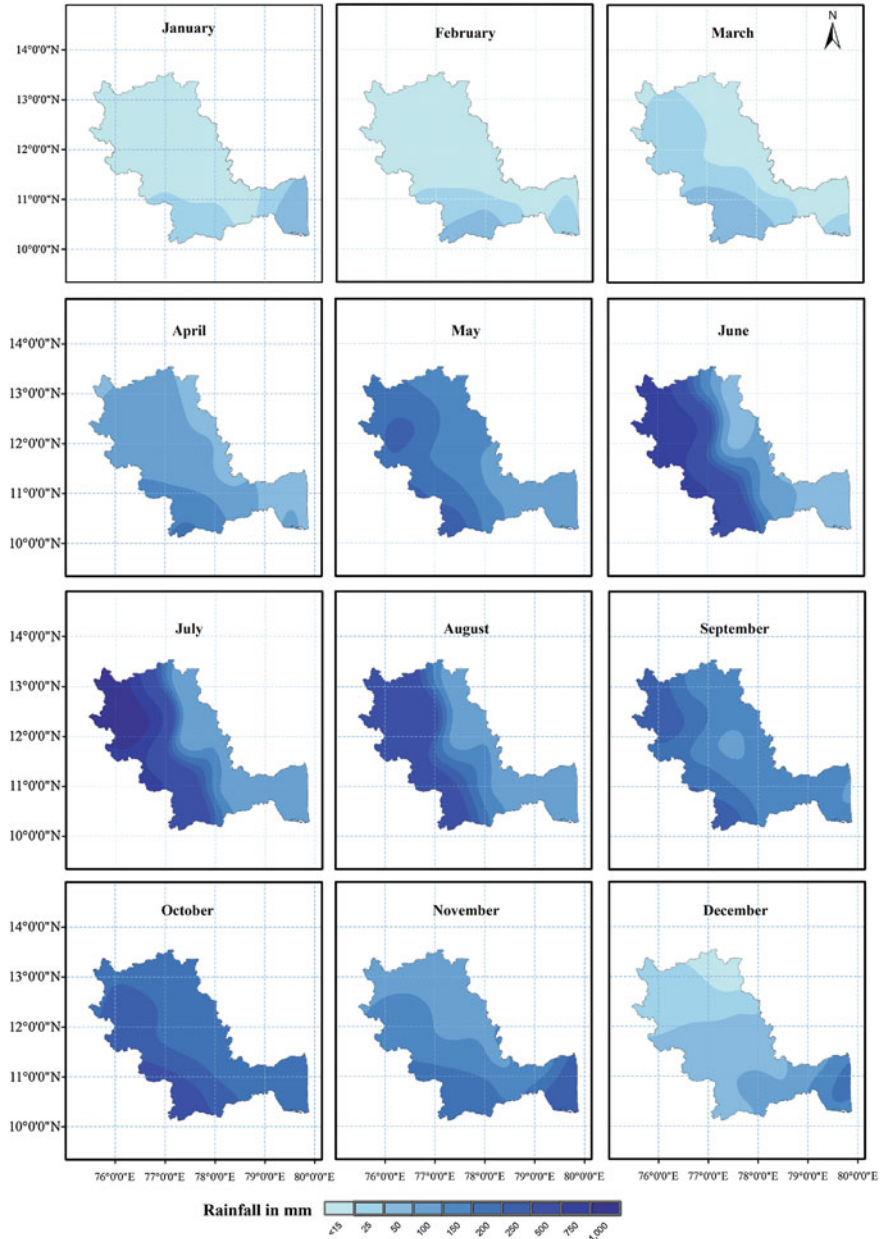 January
February
March
N
14°0'0"N
13°0'0"N
12°0'0"N
11°0'0"N
10°0'0"N
April
May
June
14°0'0"N
13°0'0"N
12°0'0"N
11°0'0"N
10°0'0"N
July
August
September
14°0'0"N
13°0'0"N
12°0'0"N
11°0'0"N
10°0'0"N
October
November
December
14°0'0"N
13°0'0"N
12°0'0"N
11°0'0"N
10°0'0"N
76°0'0"E 77°0'0"E 78°0'0"E 79°0'0"E 80°0'0"E 76°0'0"E 77°0'0"E 78°0'0"E 79°0'0"E 80°0'0"E 76°0'0"E 77°0'0"E 78°0'0"E 79°0'0"E 80°0'0"E
Rainfall in mm
<15 25 50 100 150 200 250 500 750 1,000